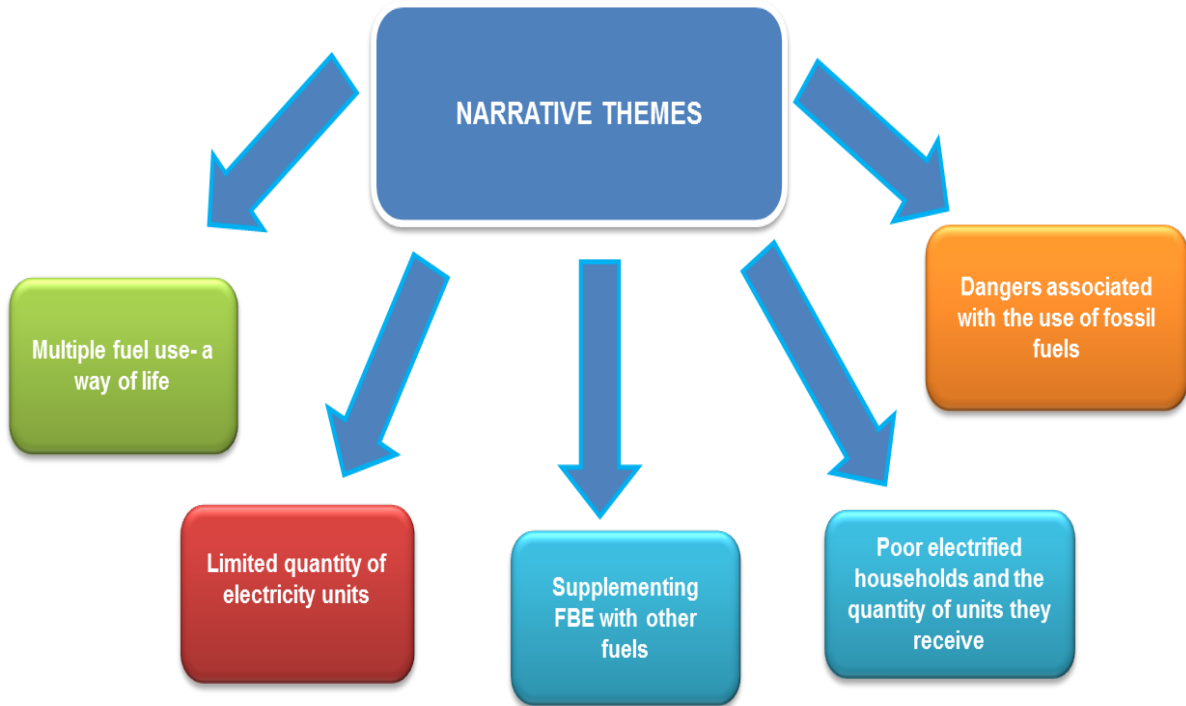 NARRATIVE THEMES
Multiple fuel use- a
way of life
Limited quantity of
electricity units
Supplementing
FBE with other
fuels
Poor electrified
households and the
quantity of units they
receive
Dangers associated
with the use of fossil
fuels